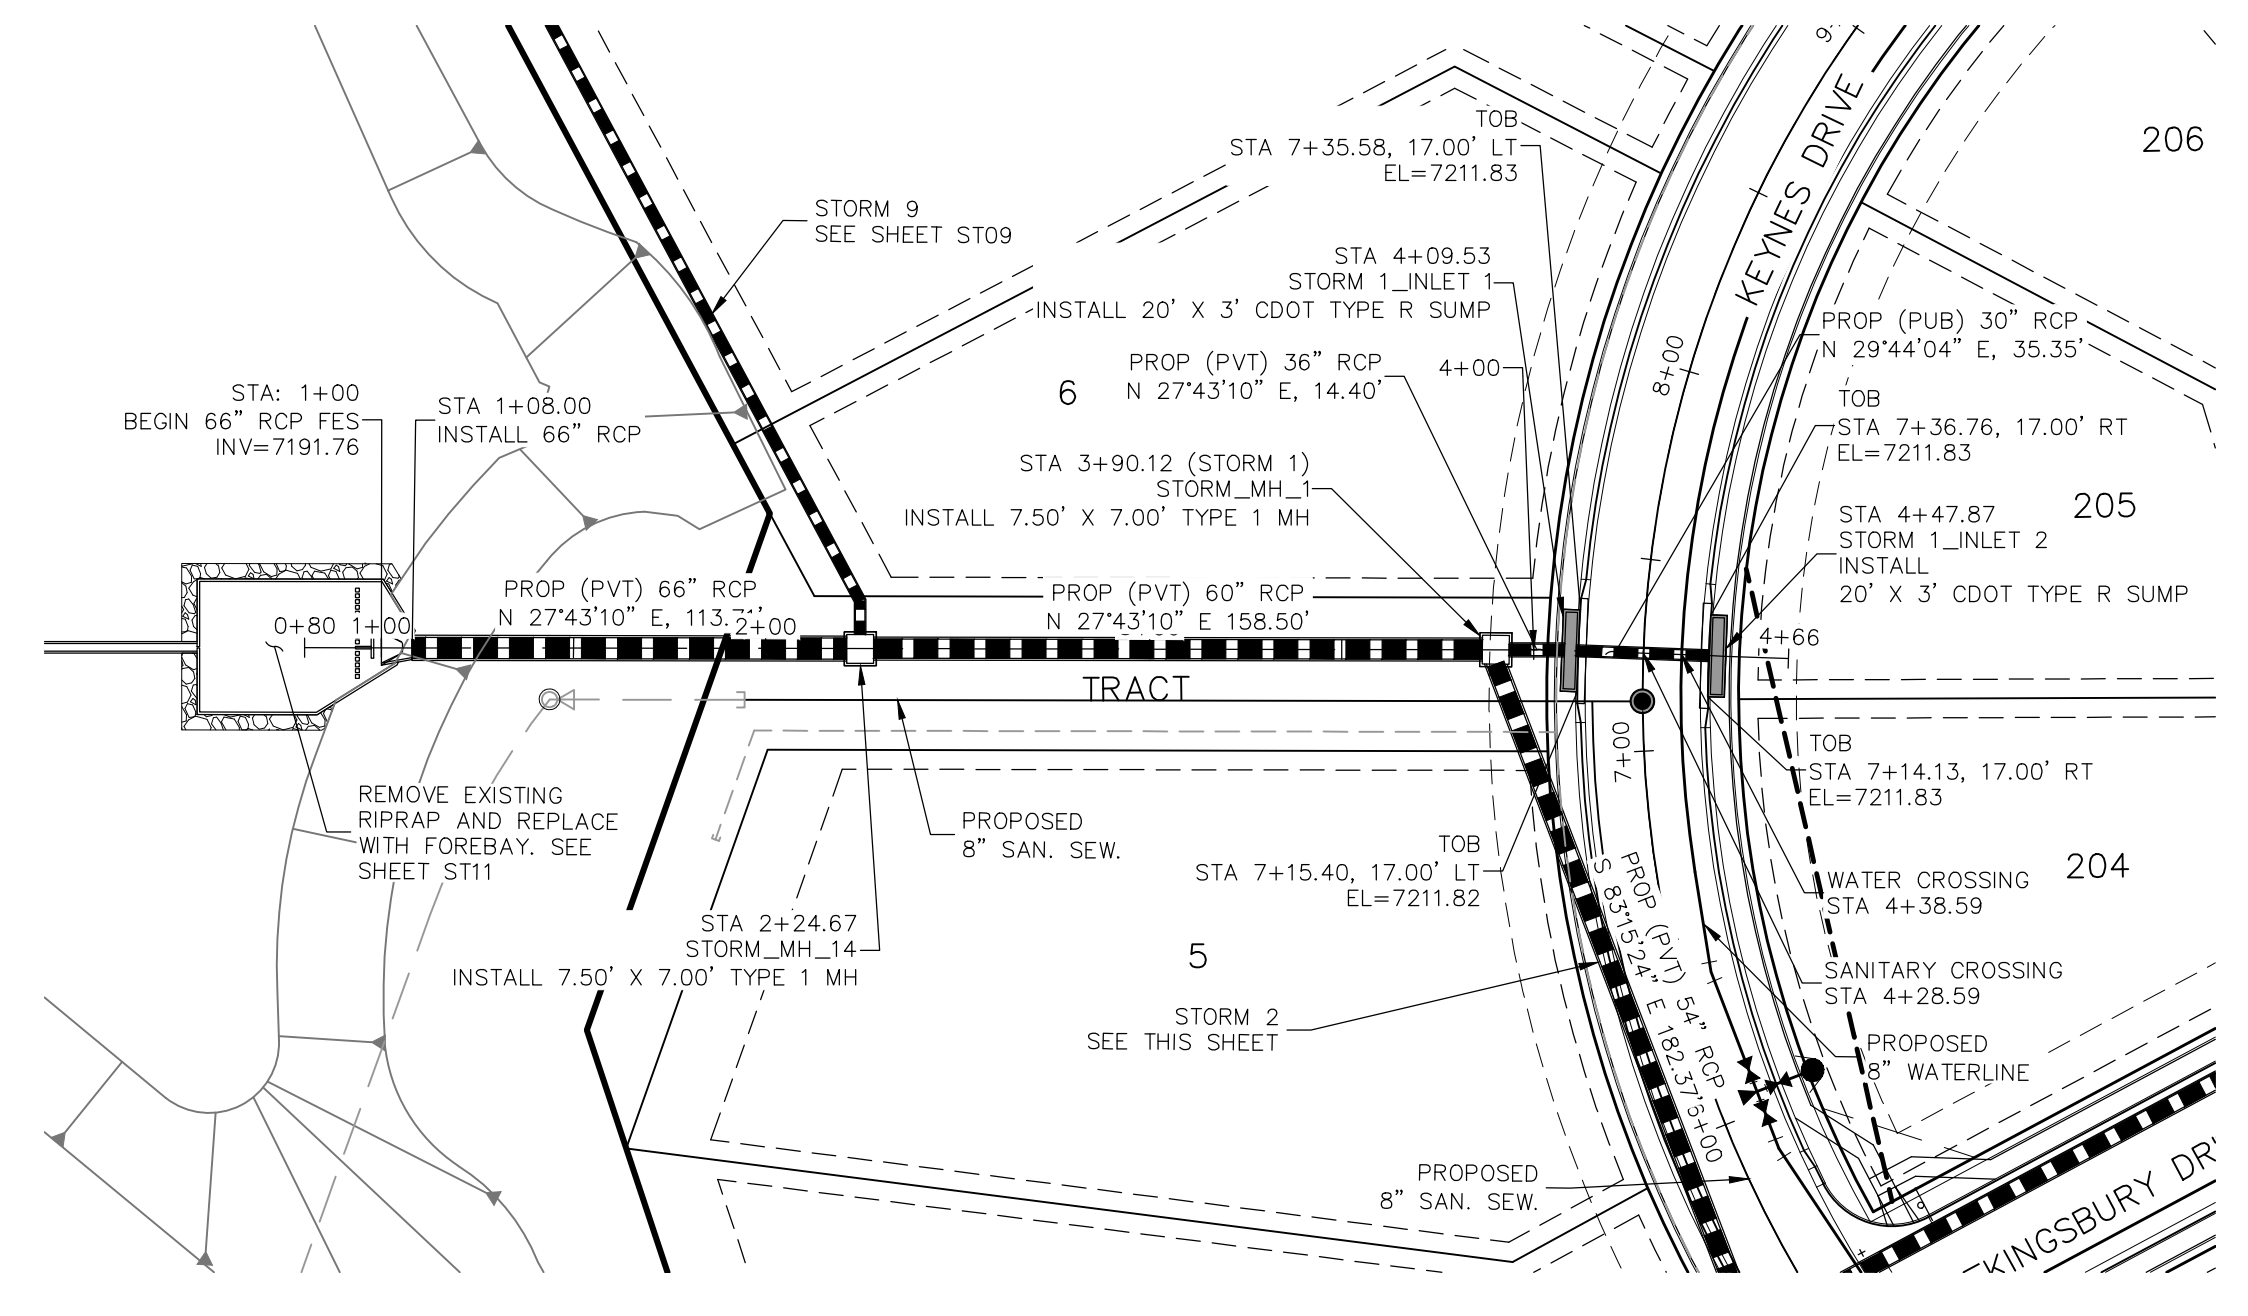 TOB
STA 7+35.58, 17.00' LT
EL=7211.83
KEYNES DRIVE
206
STORM 9
SEE SHEET ST09
STA 4+09.53
STORM 1_INLET 1
INSTALL 20' X 3' CDOT TYPE R SUMP
PROP (PUB) 30" RCP
N 29°44'04" E, 35.35'
8+00
PROP (PVT) 36" RCP
N 27°43'10" E, 14.40'
4+00
6
STA: 1+00
BEGIN 66" RCP FES
INV=7191.76
STA 1+08.00
INSTALL 66" RCP
TOB
STA 7+36.76, 17.00' RT
EL=7211.83
STA 3+90.12 (STORM 1)
STORM_MH_1
INSTALL 7.50' X 7.00' TYPE 1 MH
205
STA 4+47.87
STORM 1_INLET 2
INSTALL
20' X 3' CDOT TYPE R SUMP
PROP (PVT) 66" RCP
N 27°43'10" E, 113.71'
2+00
PROP (PVT) 60" RCP
N 27°43'10" E 158.50'
0+80
1+00
4+66
TRACT
7+00
TOB
STA 7+14.13, 17.00' RT
EL=7211.83
REMOVE EXISTING
RIPRAP AND REPLACE
WITH FOREBAY. SEE
SHEET ST11
PROPOSED
8" SAN. SEW.
TOB
STA 7+15.40, 17.00' LT
EL=7211.82
PROP (PVT) 54" RCP
S 83°15'24" E 182.37'
204
WATER CROSSING
STA 4+38.59
STA 2+24.67
STORM_MH_14
INSTALL 7.50' X 7.00' TYPE 1 MH
5
SANITARY CROSSING
STA 4+28.59
STORM 2
SEE THIS SHEET
PROPOSED
8" WATERLINE
6+00
PROPOSED
8" SAN. SEW.
KINGSBURY DR